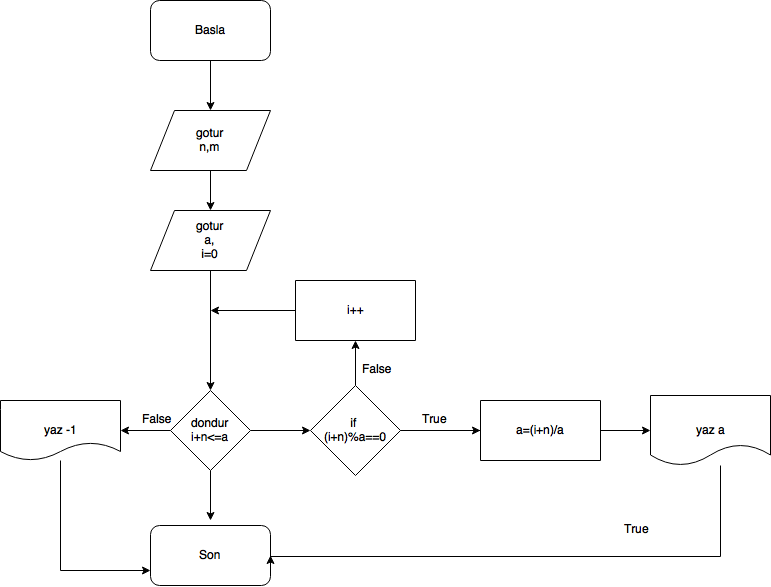 Basla
gotur
n,m
gotur
a,
i=0
i++
False
False
dondur
i+n<=a
if
(i+n)%a==0
True
a=(i+n)/a
yaz a
yaz -1
True
Son